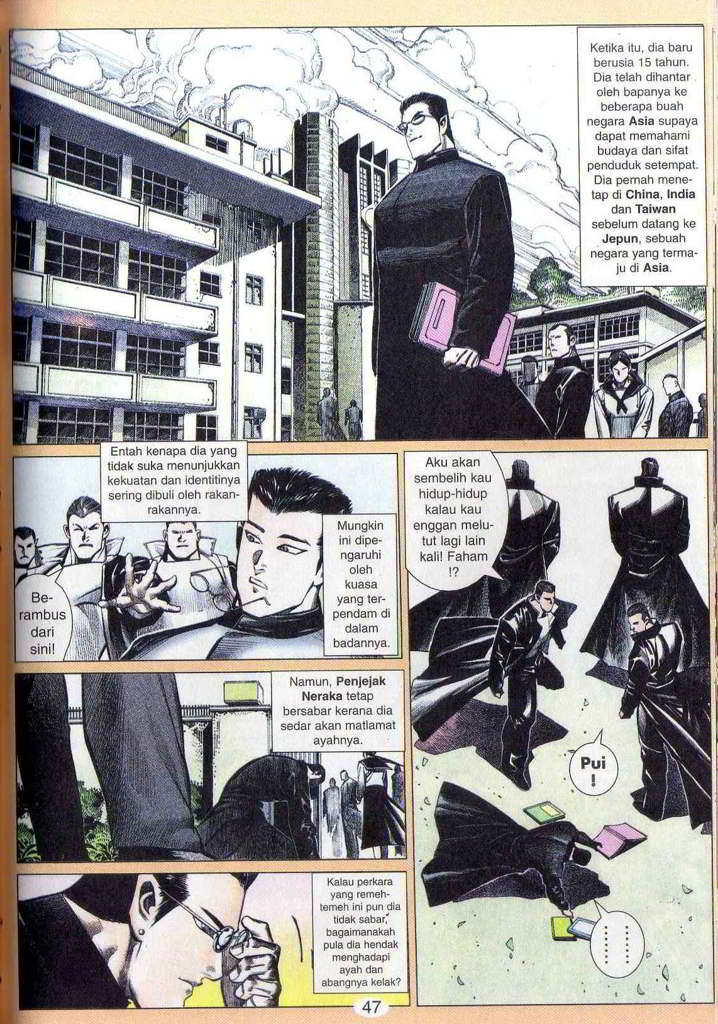 Ketika itu, dia baru
berusia 15 tahun.
Dia telah dihantar
oleh bapanya ke
beberapa buah
negara Asia supaya
dapat memahami
budaya dan sifat
penduduk setempat.
Dia pernah mene-
tap di China, India
dan Taiwan
sebelum datang ke
Jepun, sebuah
negara yang terma-
ju di Asia.
Entah kenapa dia yang
tidak suka menunjukkan
kekuatan dan identitinya
sering dibuli oleh rakan-
rakannya.
Mungkin
ini dipe-
ngaruhi
oleh
kuasa
yang ter-
pendam di
dalam
badannya.
Be-
rambus
dari
sini!
Aku akan
sembelih kau
hidup-hidup
kalau kau
enggan melu-
tut lagi lain
kali! Faham
!?
Namun, Penjejak
Neraka tetap
bersabar kerana dia
sedar akan matlamat
ayahnya.
Pui
!
Kalau perkara
yang remeh-
temeh ini pun dia
tidak sabar,
bagaimanakah
pula dia hendak
menghadapi
ayah dan
abangnya kelak?
47